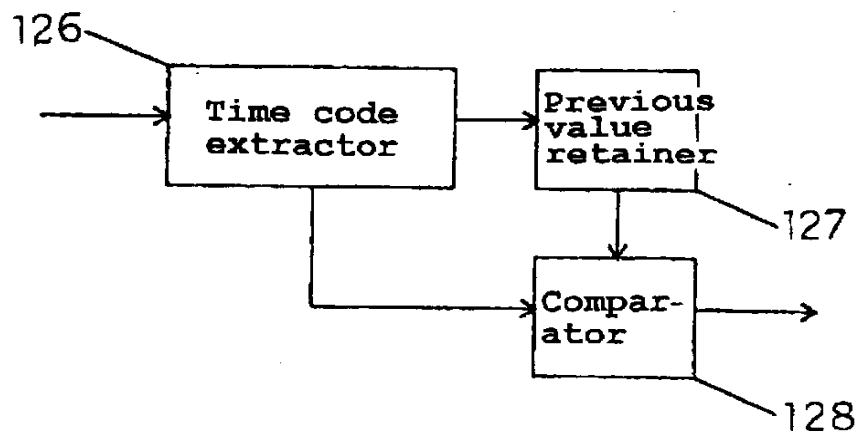 126
Time code
extractor
Previous
value
retainer
127
Compar-
ator
128